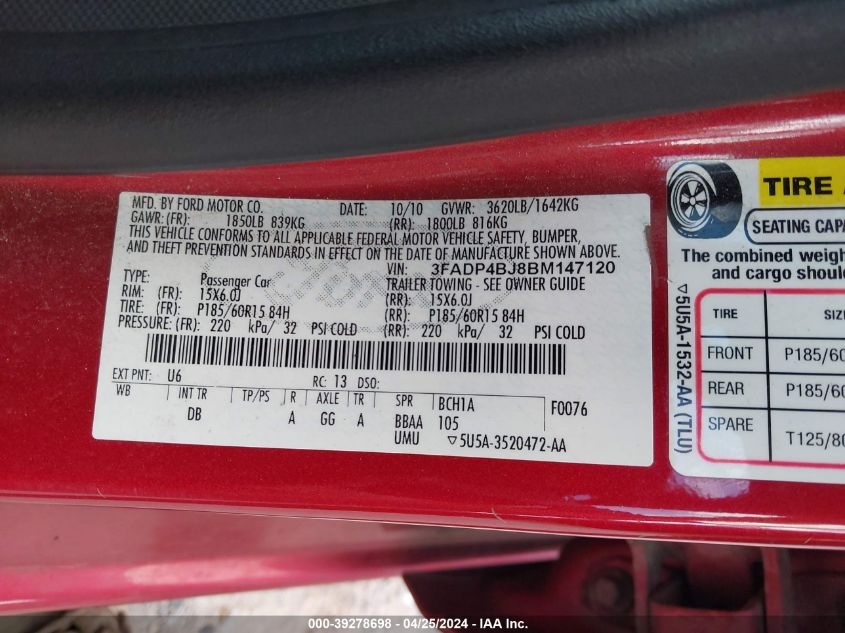 MFD. BY FORD MOTOR CO. DATE: 10/10 GVWR: 3620LB/1642KG
GAWR: (FR): 1850LB 839KG (RR): 1800LB 816KG
THIS VEHICLE CONFORMS TO ALL APPLICABLE FEDERAL MOTOR VEHICLE SAFETY, BUMPER,
AND THEFT PREVENTION STANDARDS IN EFFECT ON THE DATE OF MANUFACTURE SHOWN ABOVE.
VIN: 3FADP4BJ8BM147120
TYPE: Passenger Car TRAILER TOWING - SEE OWNER GUIDE
RIM: (FR): 15X6.0J (RR): 15X6.0J
TIRE: (FR): P185/60R15 84H (RR): P185/60R15 84H
PRESSURE: (FR): 220 kPa/ 32 PSI COLD (RR): 220 kPa/ 32 PSI COLD
EXT PNT: U6 RC: 13 DSO:
WB INT TR TP/PS R AXLE TR SPR BCH1A F0076
DB A GG A BBAA 105
UMU ▽5U5A-3520472-AA
TIRE
SEATING CAPA
The combined weigh
and cargo shoul
▽5U5A-1532-AA (TLU)
TIRE SIZ
FRONT P185/60
REAR P185/60
SPARE T125/80
000-39278698 - 04/25/2024 - IAA Inc.